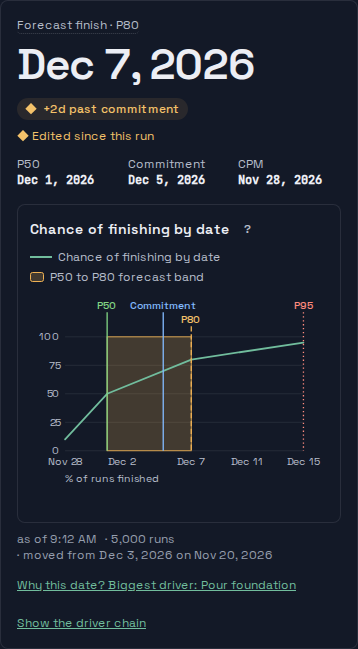 Forecast finish · P80
Dec 7, 2026
+2d past commitment
Edited since this run
P50 Commitment CPM
Dec 1, 2026 Dec 5, 2026 Nov 28, 2026
Chance of finishing by date ?
Chance of finishing by date
P50 to P80 forecast band
P50 Commitment P95
P80
100
75
50
25
0
Nov 28 Dec 2 Dec 7 Dec 11 Dec 15
% of runs finished
as of 9:12 AM · 5,000 runs
· moved from Dec 3, 2026 on Nov 20, 2026
Why this date? Biggest driver: Pour foundation
Show the driver chain